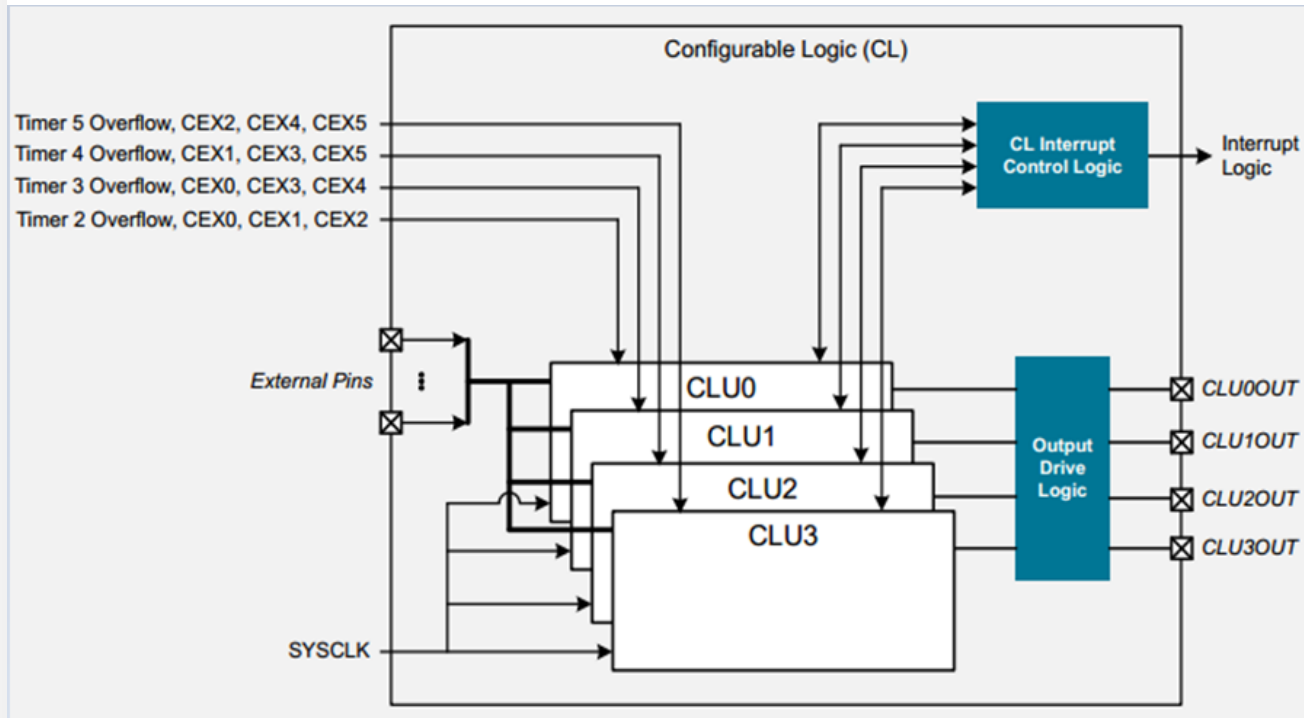 Configurable Logic (CL)
Timer 5 Overflow, CEX2, CEX4, CEX5
Timer 4 Overflow, CEX1, CEX3, CEX5
Timer 3 Overflow, CEX0, CEX3, CEX4
Timer 2 Overflow, CEX0, CEX1, CEX2
CL Interrupt
Control Logic
Interrupt
Logic
External Pins
CLU0
CLU1
CLU2
CLU3
Output
Drive
Logic
CLU0OUT
CLU1OUT
CLU2OUT
CLU3OUT
SYSCLK